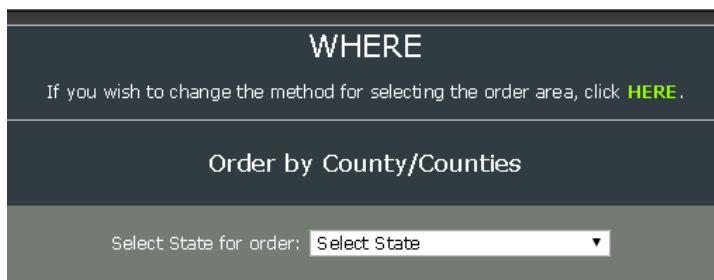 WHERE
If you wish to change the method for selecting the order area, click HERE.
Order by County/Counties
Select State for order: Select State